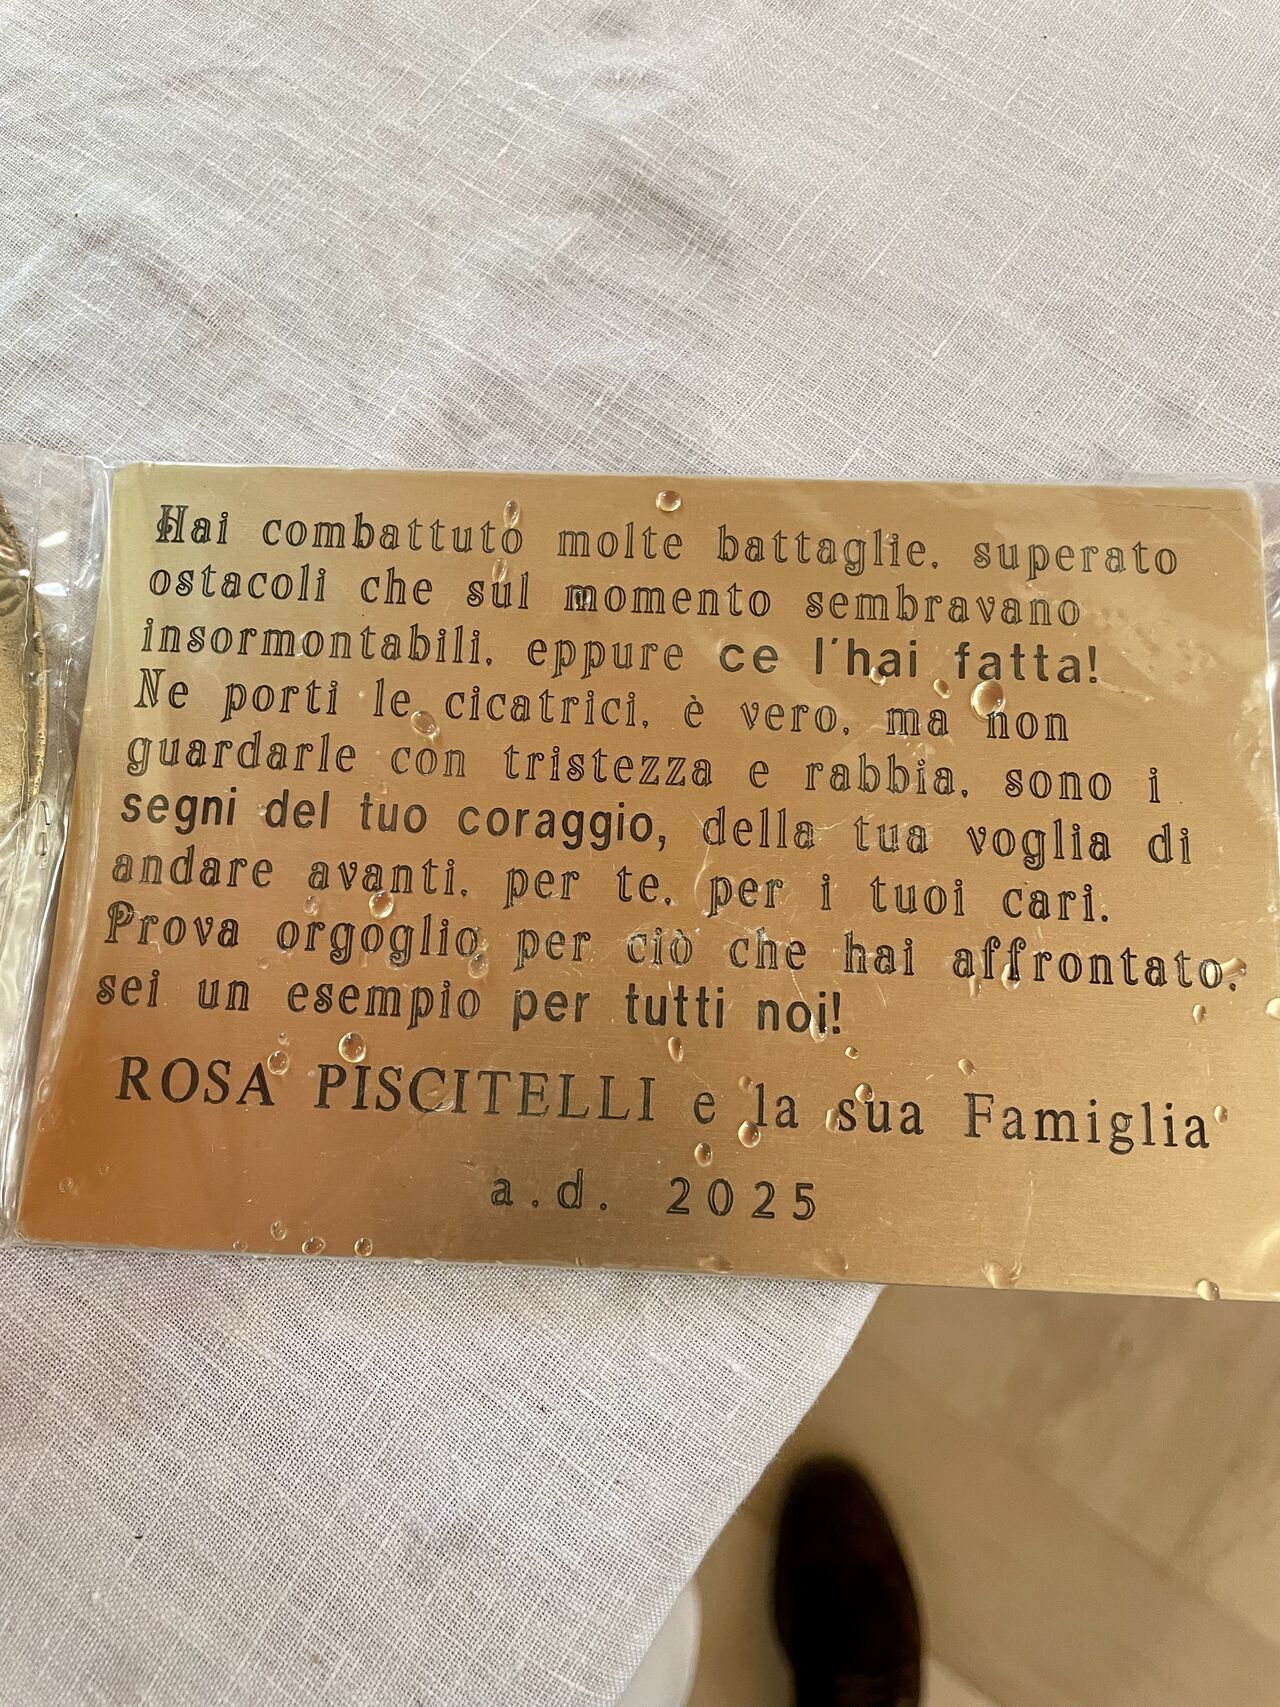 Hai combattuto molte battaglie, superato
ostacoli che sul momento sembravano
insormontabili, eppure ce l'hai fatta!
Ne porti le cicatrici, è vero, ma non
guardarle con tristezza e rabbia, sono i
segni del tuo coraggio, della tua voglia di
andare avanti, per te, per i tuoi cari.
Prova orgoglio per ciò che hai affrontato,
sei un esempio per tutti noi!
ROSA PISCITELLI e la sua Famiglia
a.d. 2025